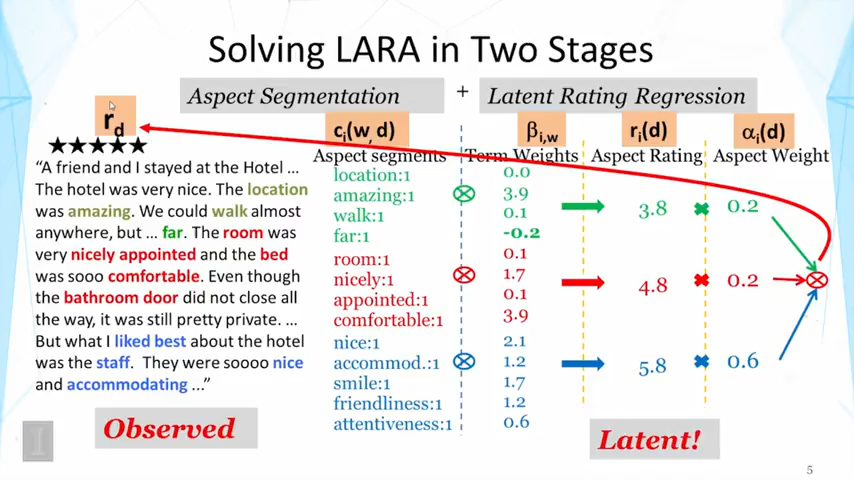 Solving LARA in Two Stages
Aspect Segmentation + Latent Rating Regression
r_d
c_i(w,d) β_i,w r_i(d) α_i(d)
Aspect segments Term Weights Aspect Rating Aspect Weight
“A friend and I stayed at the Hotel …
The hotel was very nice. The location
was amazing. We could walk almost
anywhere, but … far. The room was
very nicely appointed and the bed
was sooo comfortable. Even though
the bathroom door did not close all
the way, it was still pretty private. …
But what I liked best about the hotel
was the staff. They were soooo nice
and accommodating …”
location:1 0.0
amazing:1 3.9
walk:1 0.1
far:1 -0.2
3.8 0.2
room:1 0.1
nicely:1 1.7
appointed:1 0.1
comfortable:1 3.9
4.8 0.2
nice:1 2.1
accommod.:1 1.2
smile:1 1.7
friendliness:1 1.2
attentiveness:1 0.6
5.8 0.6
Observed
Latent!
I
5